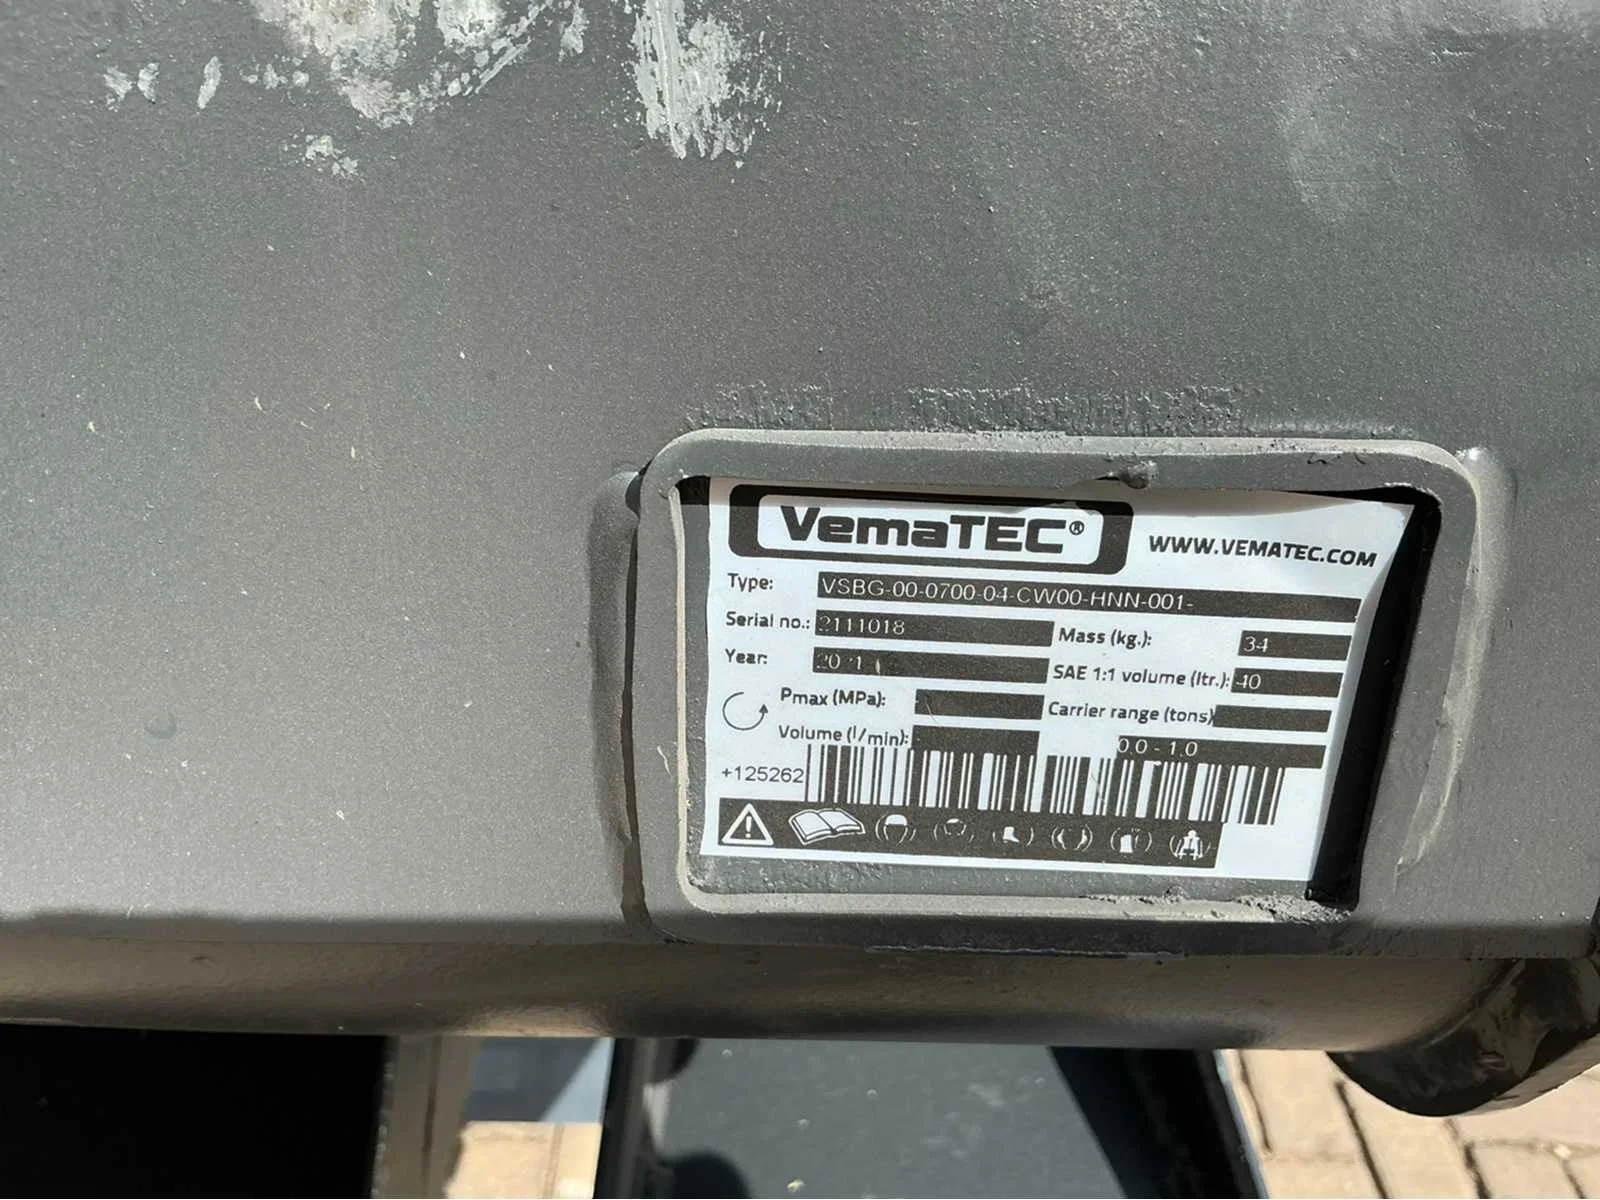 VemaTEC®
WWW.VEMATEC.COM
Type: VSBG-00-0700-04-CW00-HNN-001-
Serial no.: 2111018
Mass (kg.): 34
Year: 2021
SAE 1:1 volume (ltr.): 40
Pmax (MPa):
Carrier range (tons)
Volume (l/min):
0.0 - 1.0
+125262